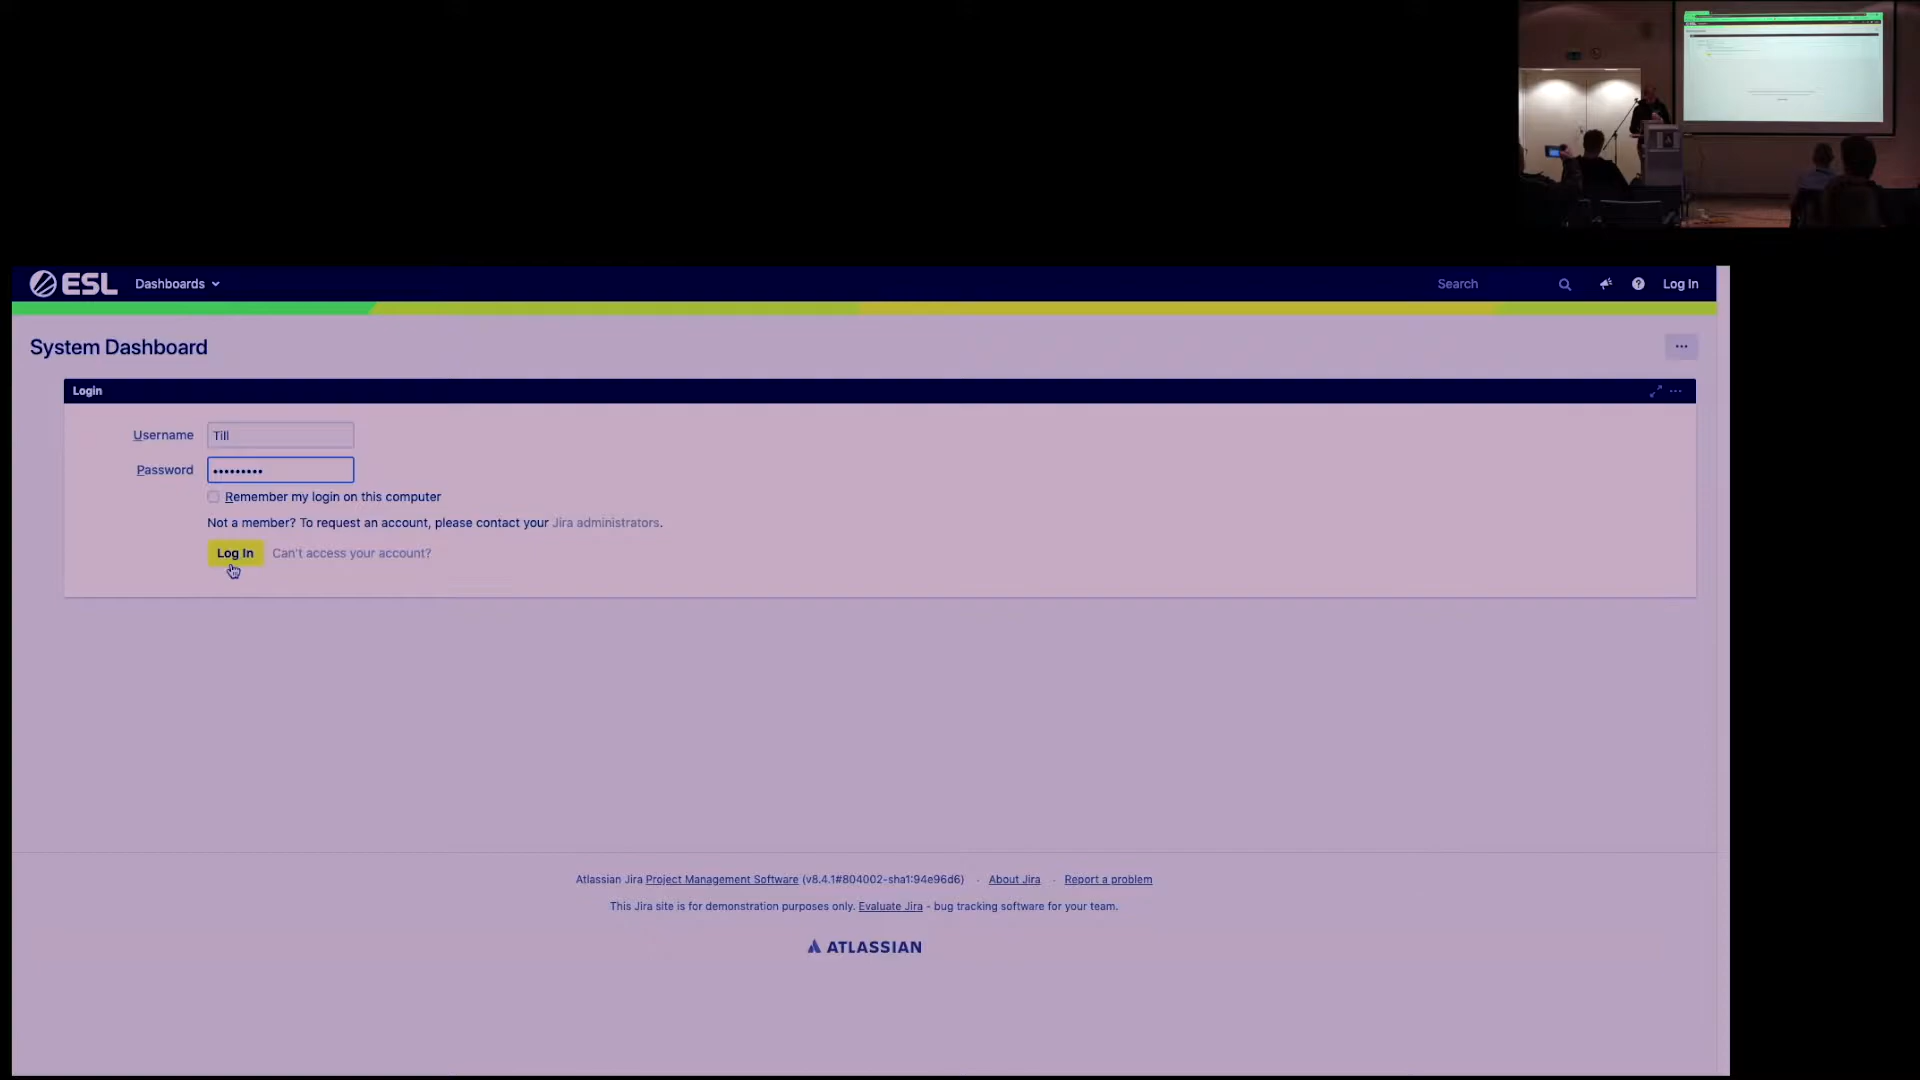 ESL Dashboards Search Log In
System Dashboard
Login
Username Till
Password •••••••••
Remember my login on this computer
Not a member? To request an account, please contact your Jira administrators.
Log In Can't access your account?
Atlassian Jira Project Management Software (v8.4.1#804002-sha1:94e96d6) · About Jira · Report a problem
This Jira site is for demonstration purposes only. Evaluate Jira - bug tracking software for your team.
ATLASSIAN